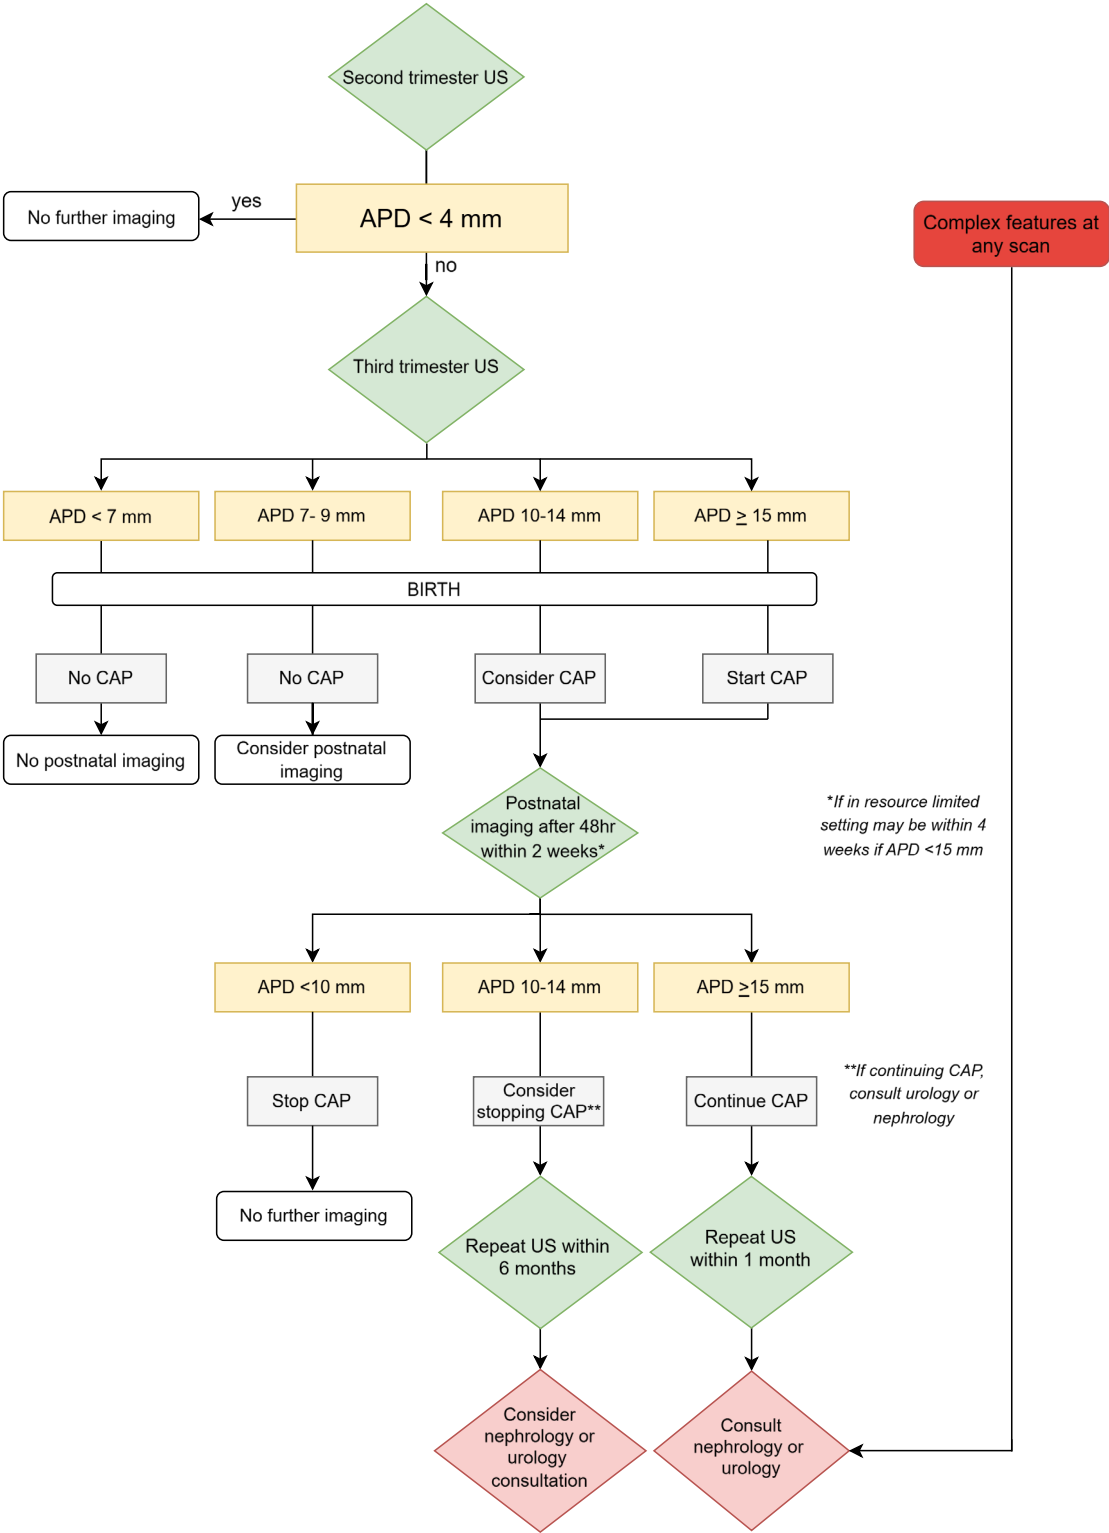 Second trimester US
yes
No further imaging
APD < 4 mm
Complex features at
any scan
no
Third trimester US
APD < 7 mm
APD 7- 9 mm
APD 10-14 mm
APD ≥ 15 mm
BIRTH
No CAP
No CAP
Consider CAP
Start CAP
No postnatal imaging
Consider postnatal
imaging
Postnatal
imaging after 48hr
within 2 weeks*
*If in resource limited
setting may be within 4
weeks if APD <15 mm
APD <10 mm
APD 10-14 mm
APD ≥15 mm
Stop CAP
Consider
stopping CAP**
Continue CAP
**If continuing CAP,
consult urology or
nephrology
No further imaging
Repeat US within
6 months
Repeat US
within 1 month
Consider
nephrology or
urology
consultation
Consult
nephrology or
urology